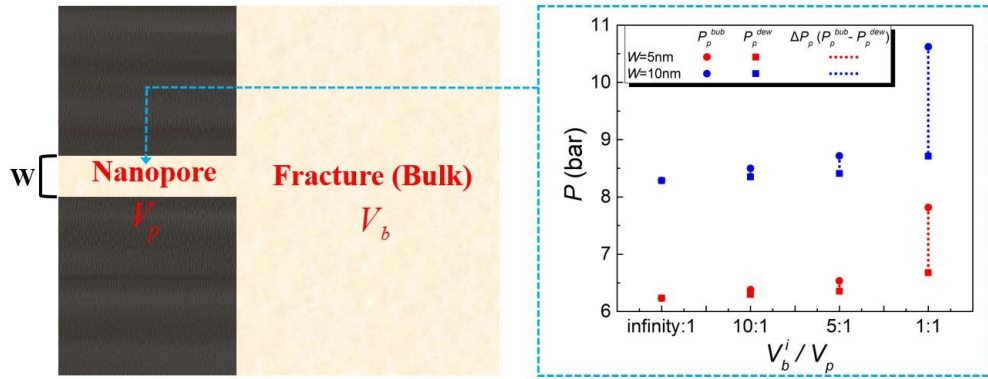 W
Nanopore
V_p
Fracture (Bulk)
V_b
P_p^bub P_p^dew ΔP_p (P_p^bub- P_p^dew)
W=5nm
W=10nm
P (bar)
11
10
9
8
7
6
infinity:1 10:1 5:1 1:1
V_b^i / V_p